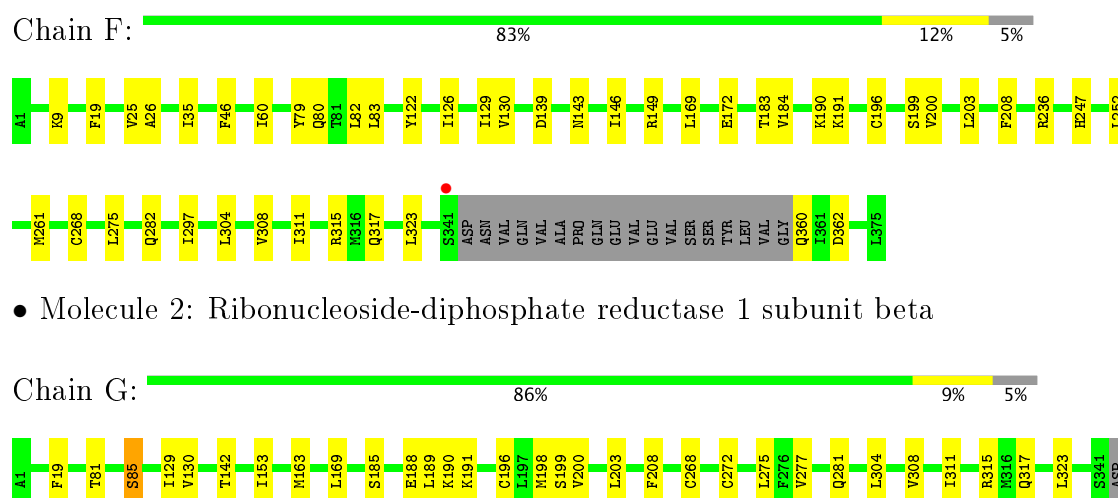 Chain F:
83% 12% 5%
A1 K9 F19 V25 A26 I35 F46 I60 Y79 Q80 T81 L82 L83 Y122 I126 I129 V130 D139 N143 I146 R149 L169 E172 T183 V184 K190 K191 C196 S199 V200 L203 F208 R236 H247
M261 C268 L275 Q282 I297 L304 V308 I311 R315 M316 Q317 L323 S341 ASP ASN VAL GLN VAL ALA PRO GLN GLU VAL GLU VAL SER SER TYR LEU VAL GLY Q360 I361 D362 L375
• Molecule 2: Ribonucleoside-diphosphate reductase 1 subunit beta
Chain G:
86% 9% 5%
A1 F19 T81 S85 I129 V130 T142 I153 M163 L169 S185 E188 L189 K190 K191 C196 L197 M198 S199 V200 L203 F208 C268 C272 L275 F276 V277 Q281 L304 V308 I311 R315 M316 Q317 L323 S341